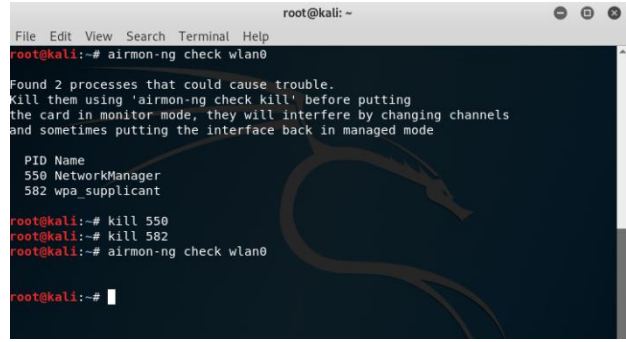 root@kali: ~
File Edit View Search Terminal Help
root@kali:~# airmon-ng check wlan0
Found 2 processes that could cause trouble.
Kill them using 'airmon-ng check kill' before putting
the card in monitor mode, they will interfere by changing channels
and sometimes putting the interface back in managed mode
PID Name
550 NetworkManager
582 wpa_supplicant
root@kali:~# kill 550
root@kali:~# kill 582
root@kali:~# airmon-ng check wlan0
root@kali:~#